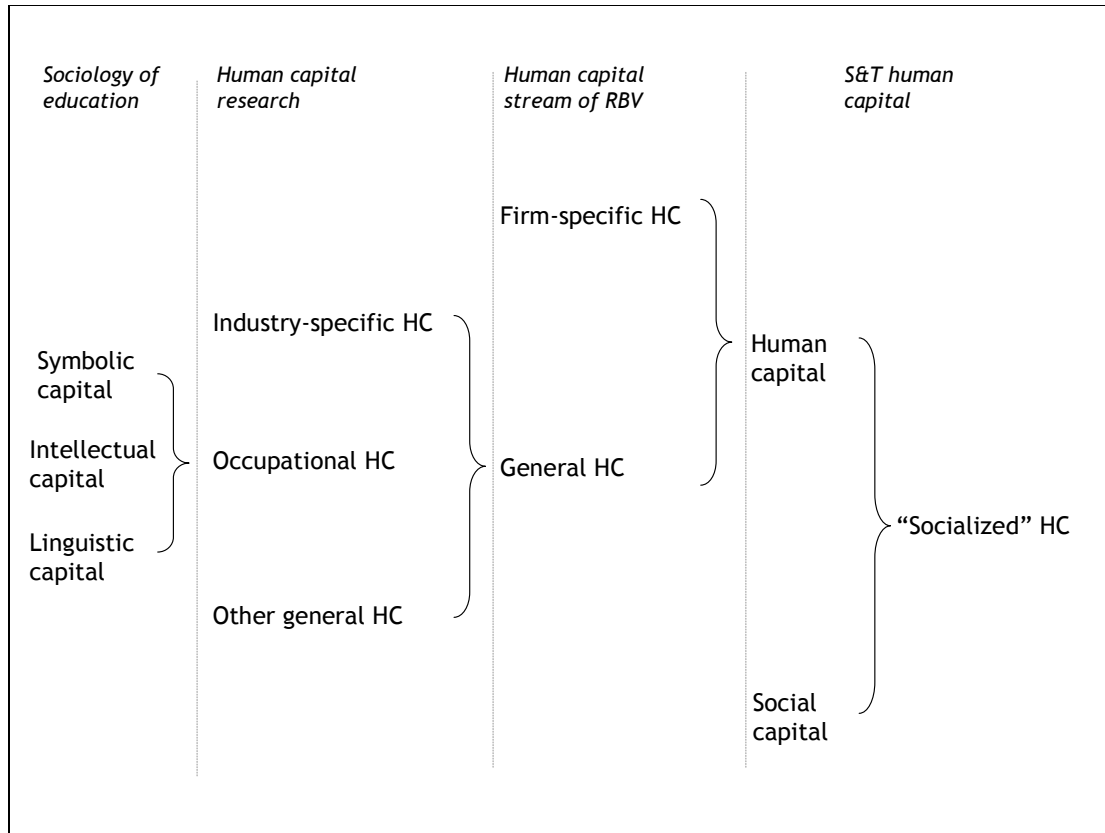 Sociology of
education
Human capital
research
Human capital
stream of RBV
S&T human
capital
Symbolic
capital
Intellectual
capital
Linguistic
capital
Industry-specific HC
Occupational HC
Other general HC
Firm-specific HC
General HC
Human
capital
Social
capital
“Socialized” HC